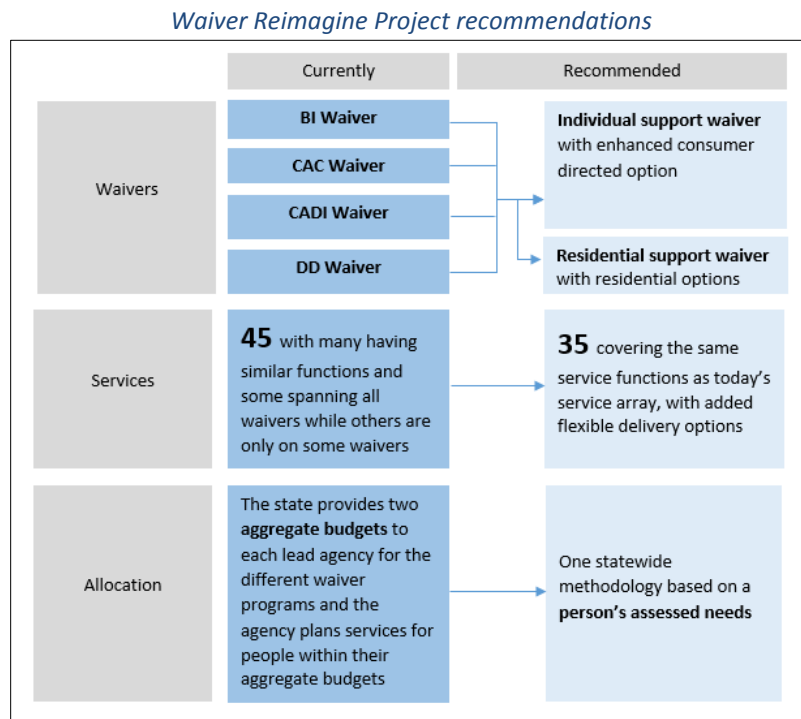 Waiver Reimagine Project recommendations
Currently
Recommended
Waivers
BI Waiver
CAC Waiver
CADI Waiver
DD Waiver
Individual support waiver
with enhanced consumer
directed option
Residential support waiver
with residential options
Services
45 with many having
similar functions and
some spanning all
waivers while others are
only on some waivers
35 covering the same
service functions as today's
service array, with added
flexible delivery options
Allocation
The state provides two
aggregate budgets to
each lead agency for the
different waiver
programs and the
agency plans services for
people within their
aggregate budgets
One statewide
methodology based on a
person's assessed needs